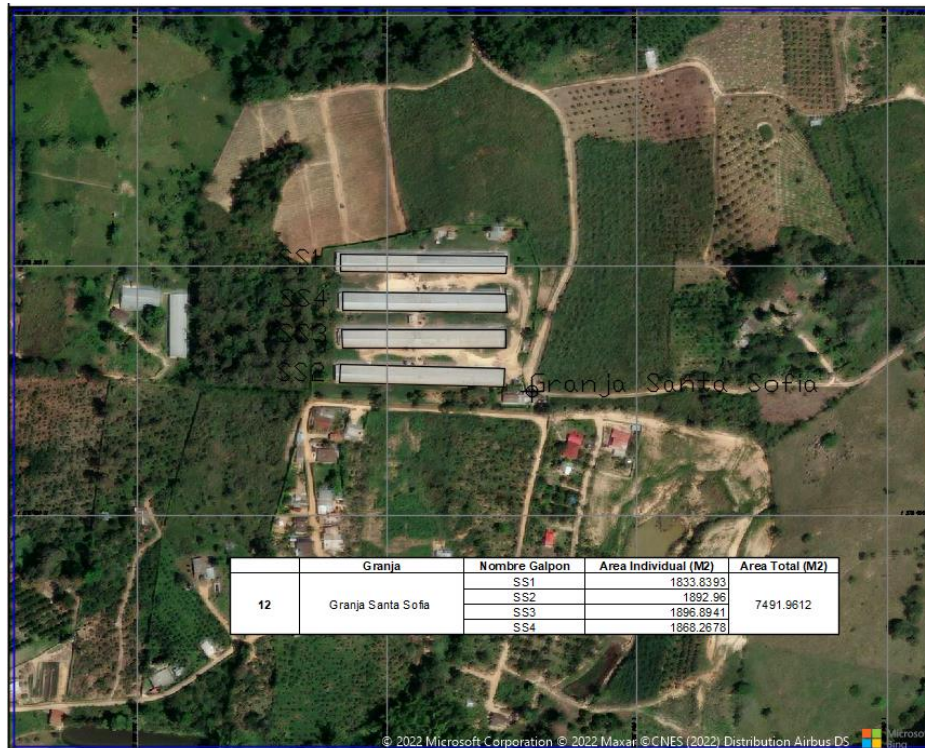 SS4
SS3
SS2
Granja Santa Sofia
Granja Nombre Galpon Area Individual (M2) Area Total (M2)
12 Granja Santa Sofia SS1 1833.8393 7491.9612
SS2 1892.96
SS3 1896.8941
SS4 1868.2678
© 2022 Microsoft Corporation © 2022 Maxar ©CNES (2022) Distribution Airbus DS
Microsoft
Bing